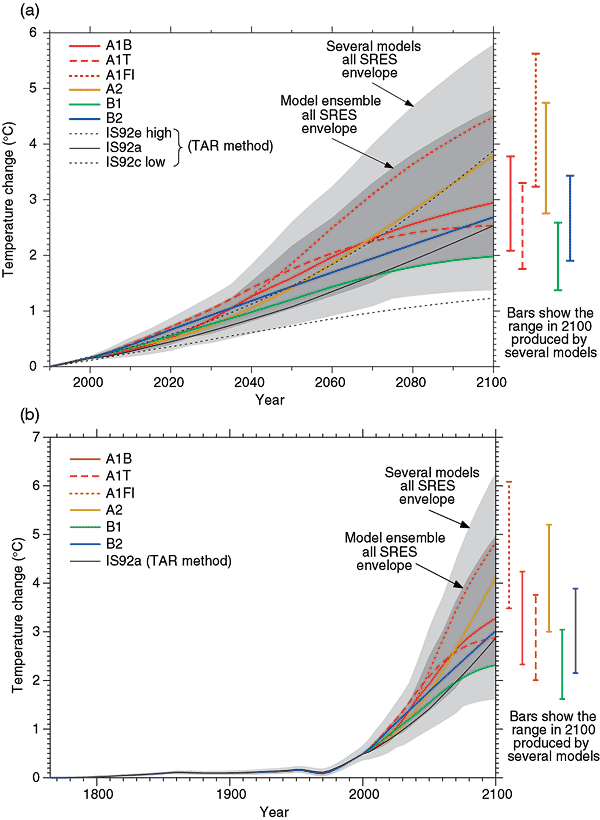 (a)
6
5
4
3
2
1
0
Temperature change (°C)
A1B
A1T
A1FI
A2
B1
B2
IS92e high
IS92a
IS92c low
(TAR method)
Several models
all SRES
envelope
Model ensemble
all SRES
envelope
2000 2020 2040 2060 2080 2100
Year
Bars show the
range in 2100
produced by
several models
(b)
7
6
5
4
3
2
1
0
Temperature change (°C)
A1B
A1T
A1FI
A2
B1
B2
IS92a (TAR method)
Several models
all SRES
envelope
Model ensemble
all SRES
envelope
1800 1900 2000 2100
Year
Bars show the
range in 2100
produced by
several models